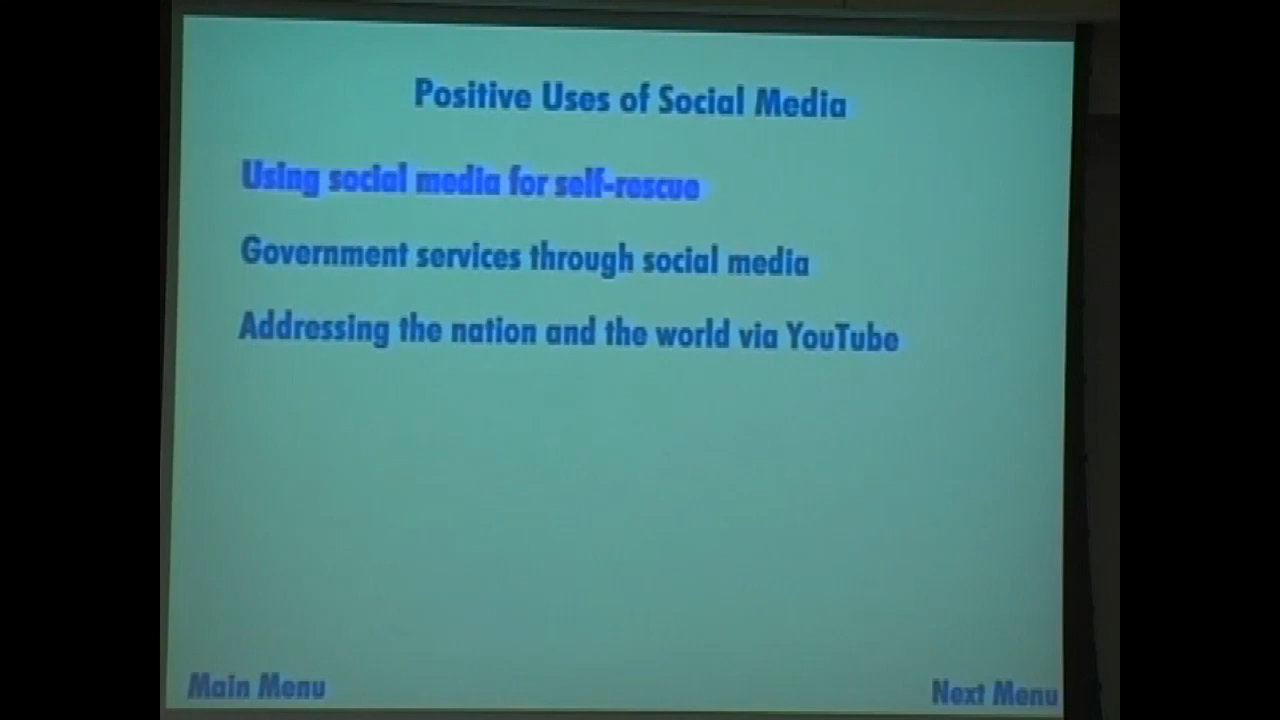 Positive Uses of Social Media
Using social media for self-rescue
Government services through social media
Addressing the nation and the world via YouTube
Main Menu
Next Menu